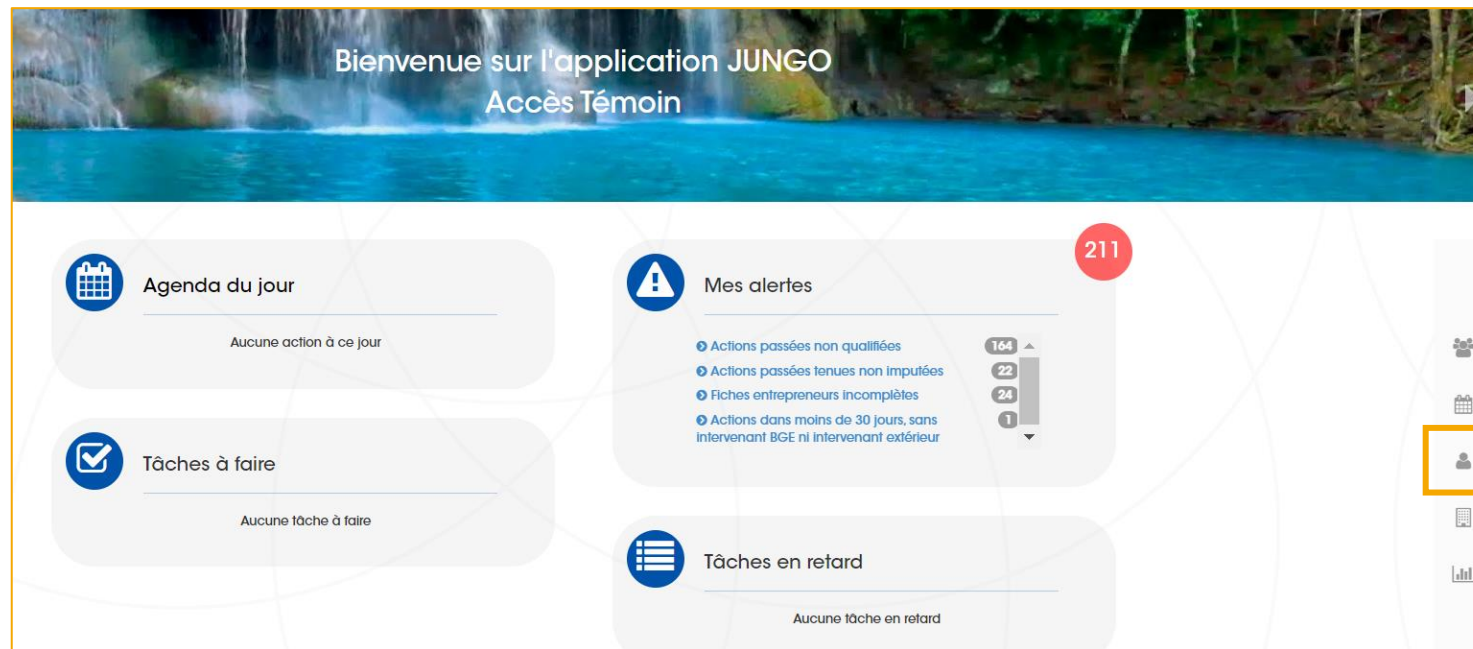 Bienvenue sur l'application JUNGO
Accès Témoin
Agenda du jour
Aucune action à ce jour
Tâches à faire
Aucune tâche à faire
211
Mes alertes
Actions passées non qualifiées 164
Actions passées tenues non imputées 22
Fiches entrepreneurs incomplètes 24
Actions dans moins de 30 jours, sans 1
intervenant BGE ni intervenant extérieur
Tâches en retard
Aucune tâche en retard